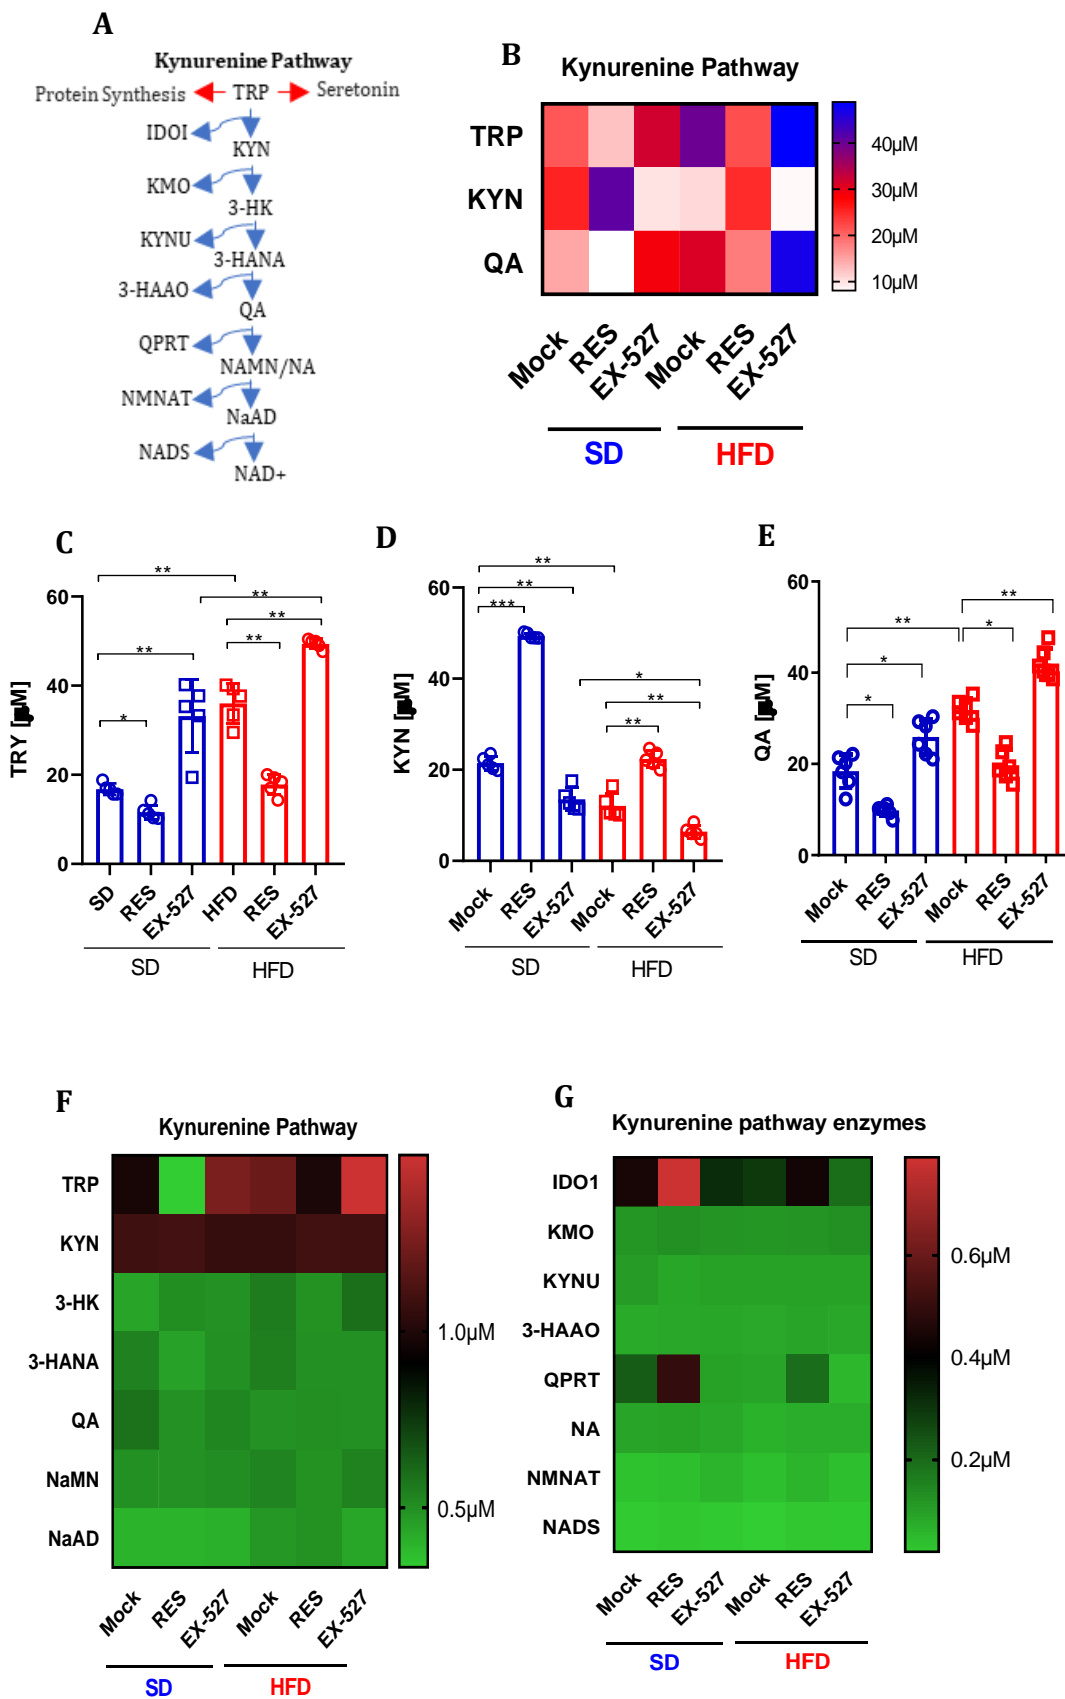 A
Kynurenine Pathway
Protein Synthesis TRP Seretonin
IDOI
KYN
KMO
3-HK
KYNU
3-HANA
3-HAAO
QA
QPRT
NAMN/NA
NMNAT
NaAD
NADS
NAD+
B
Kynurenine Pathway
TRP
KYN
QA
40µM
30µM
20µM
10µM
Mock RES EX-527 Mock RES EX-527
SD HFD
C
TRY [µM]
60
40
20
0
** ** ** ** ** *
SD RES EX-527 HFD RES EX-527
SD HFD
D
KYN [µM]
60
40
20
0
** ** *** * ** **
Mock RES EX-527 Mock RES EX-527
SD HFD
E
QA [µM]
60
40
20
0
** ** * * *
Mock RES EX-527 Mock RES EX-527
SD HFD
F
Kynurenine Pathway
TRP
KYN
3-HK
3-HANA
QA
NaMN
NaAD
1.0µM
0.5µM
Mock RES EX-527 Mock RES EX-527
SD HFD
G
Kynurenine pathway enzymes
IDO1
KMO
KYNU
3-HAAO
QPRT
NA
NMNAT
NADS
0.6µM
0.4µM
0.2µM
Mock RES EX-527 Mock RES EX-527
SD HFD